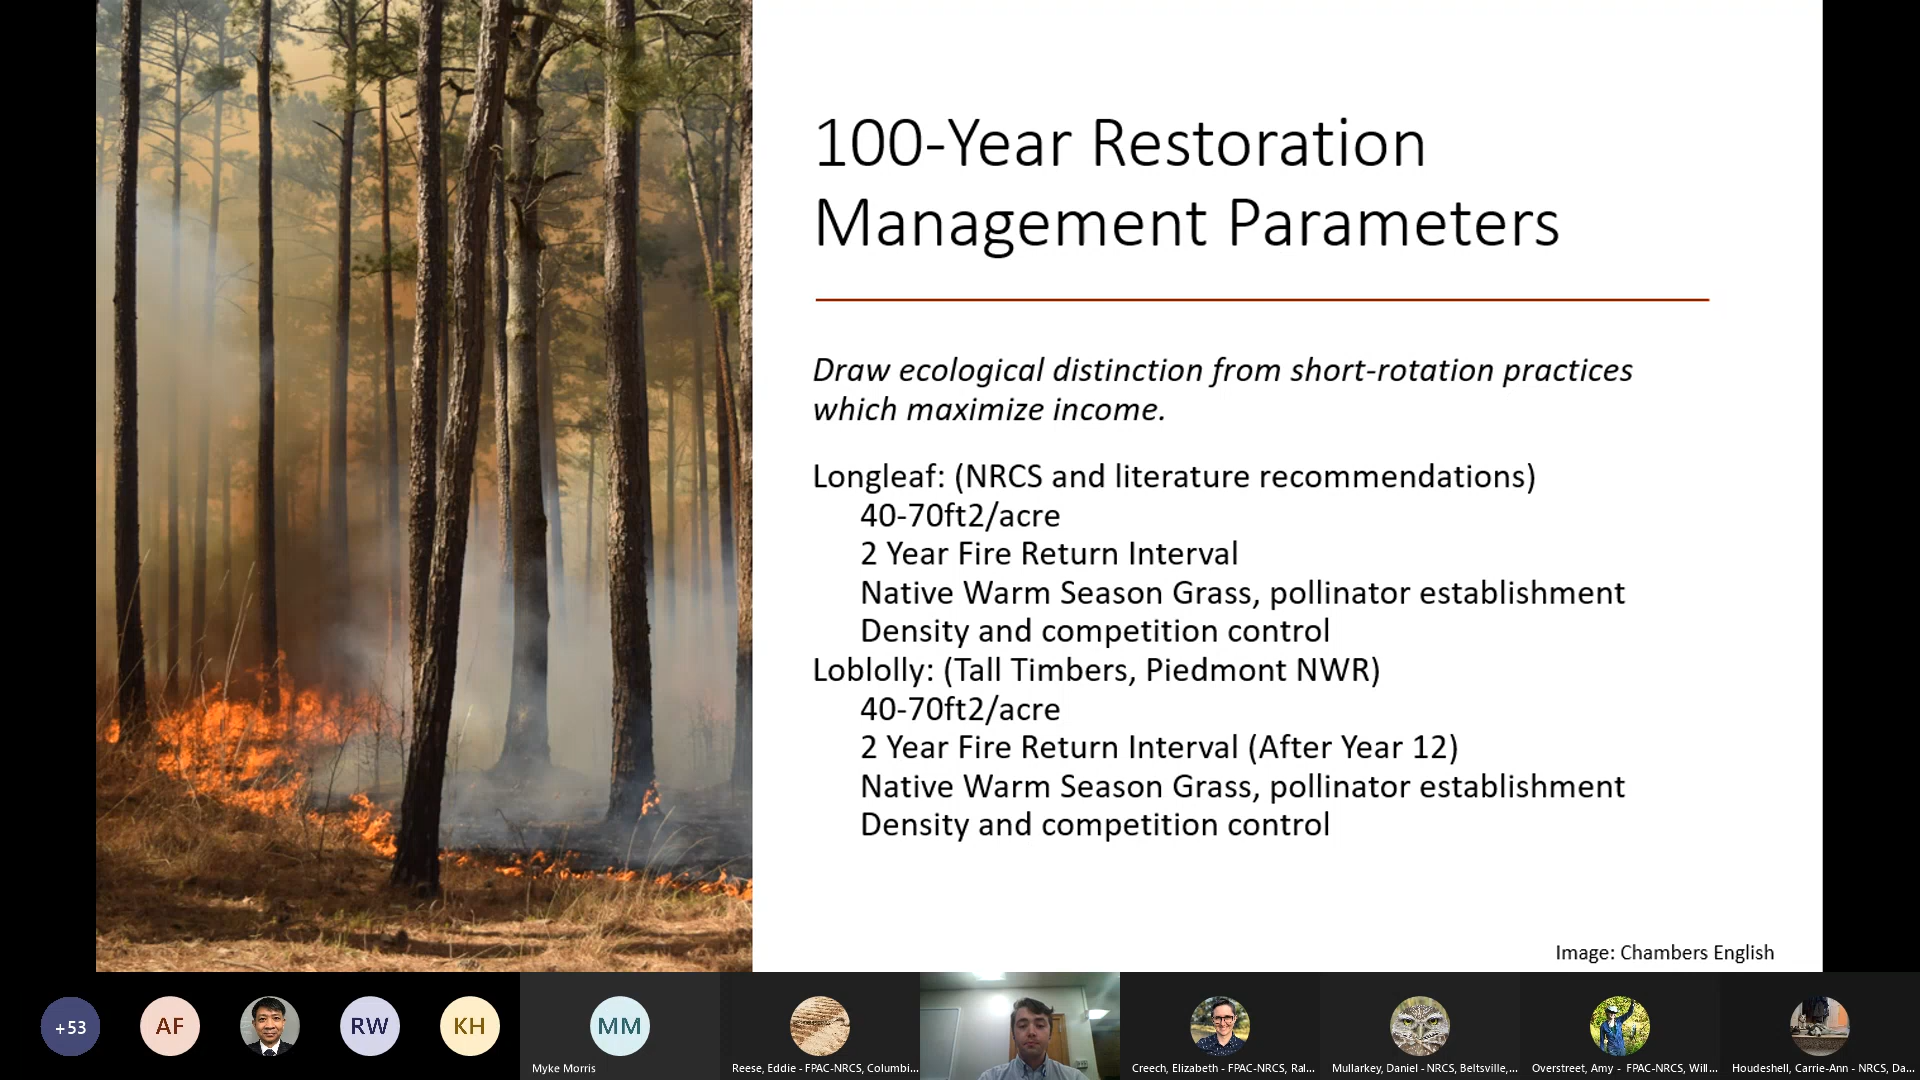 100-Year Restoration
Management Parameters
Draw ecological distinction from short-rotation practices
which maximize income.
Longleaf: (NRCS and literature recommendations)
40-70ft2/acre
2 Year Fire Return Interval
Native Warm Season Grass, pollinator establishment
Density and competition control
Loblolly: (Tall Timbers, Piedmont NWR)
40-70ft2/acre
2 Year Fire Return Interval (After Year 12)
Native Warm Season Grass, pollinator establishment
Density and competition control
Image: Chambers English
+53
AF
RW
KH
MM
Myke Morris
Reese, Eddie - FPAC-NRCS, Columbi...
Creech, Elizabeth - FPAC-NRCS, Ral...
Mullarkey, Daniel - NRCS, Beltsville,...
Overstreet, Amy - FPAC-NRCS, Will...
Houdeshell, Carrie-Ann - NRCS, Da...